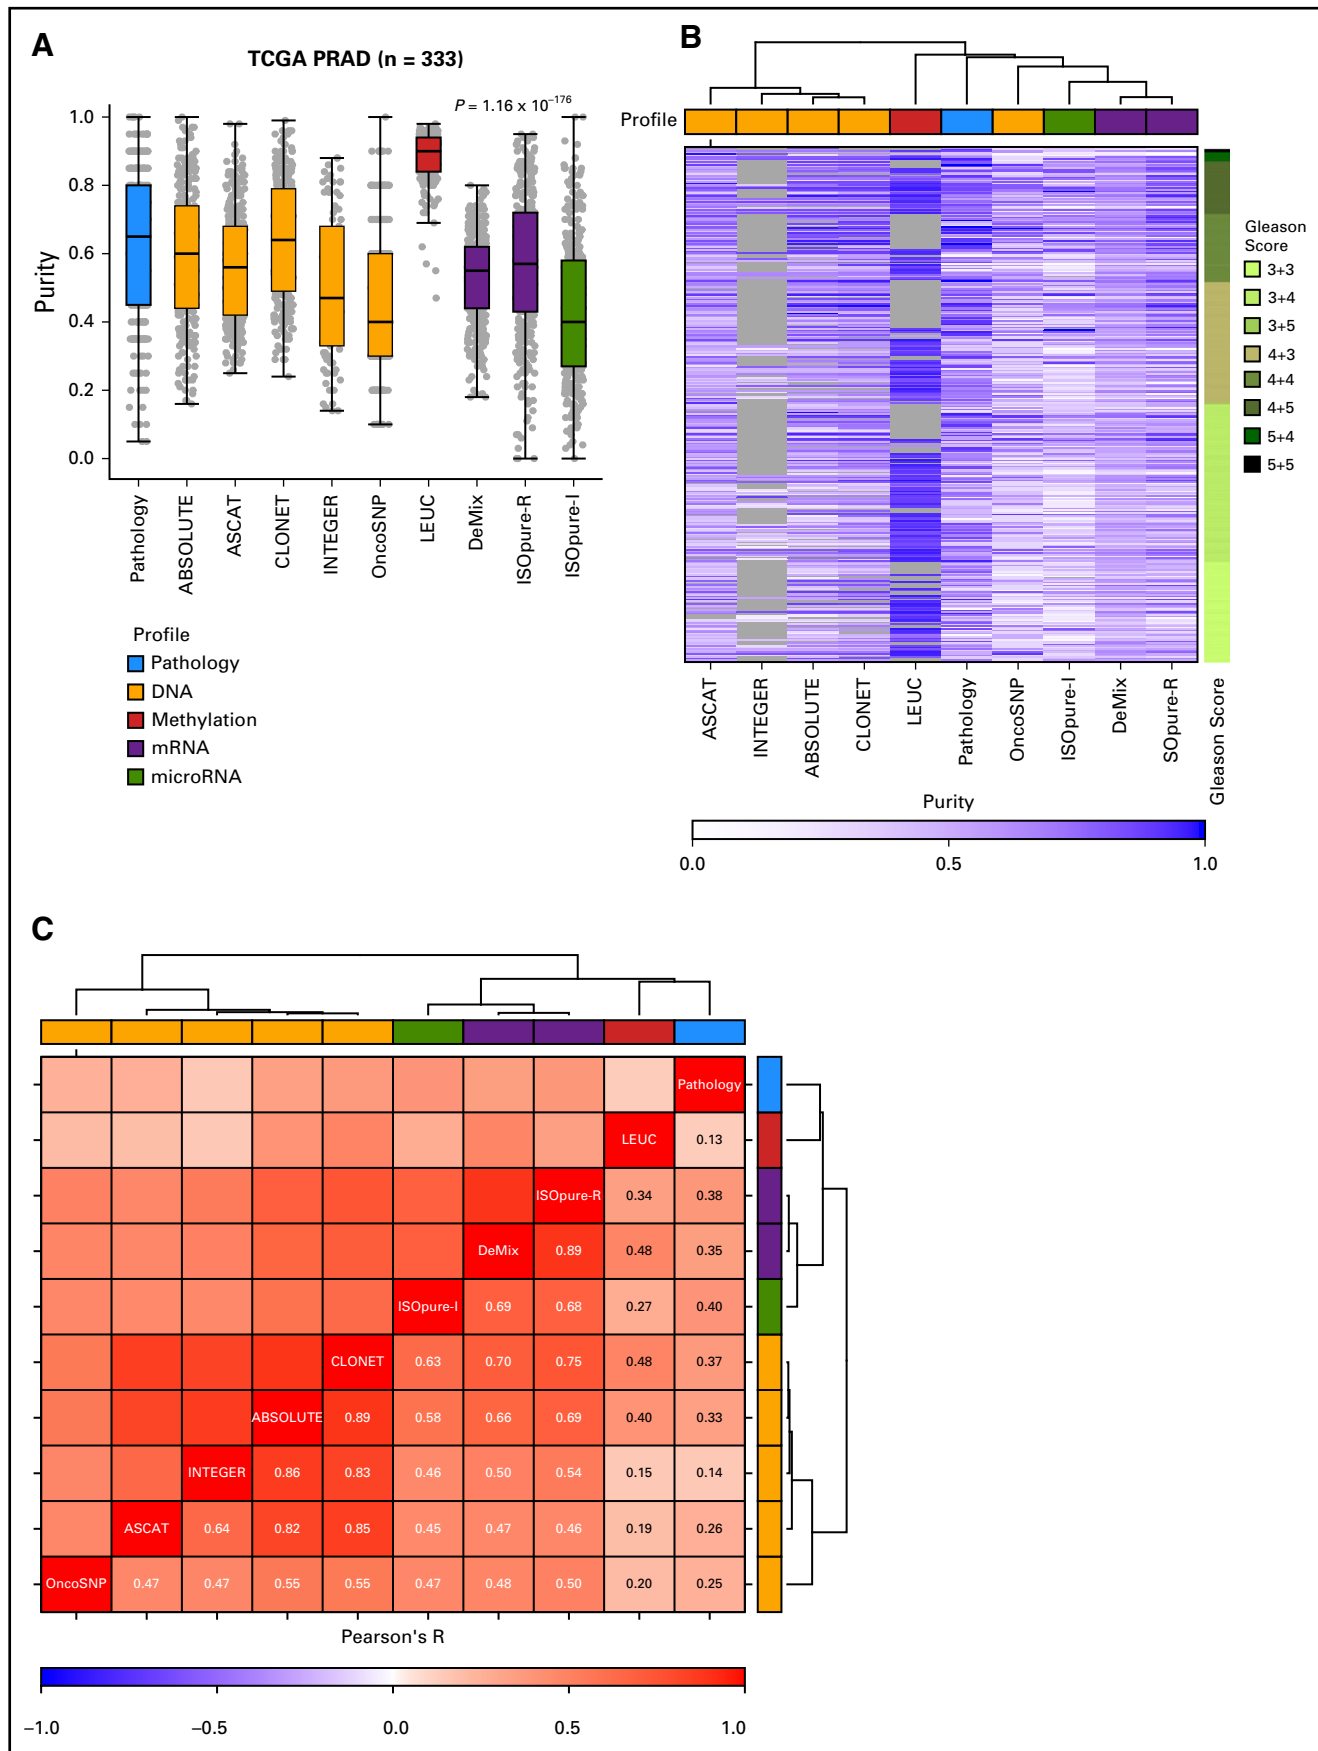 A
TCGA PRAD (n = 333)
P = 1.16 x 10⁻¹⁷⁶
Purity
1.0
0.8
0.6
0.4
0.2
0.0
Pathology
ABSOLUTE
ASCAT
CLONET
INTEGER
OncoSNP
LEUC
DeMix
ISOpure-R
ISOpure-I
Profile
Pathology
DNA
Methylation
mRNA
microRNA
B
Profile
Gleason
Score
3+3
3+4
3+5
4+3
4+4
4+5
5+4
5+5
ASCAT
INTEGER
ABSOLUTE
CLONET
LEUC
Pathology
OncoSNP
ISOpure-I
DeMix
SOpure-R
Gleason Score
Purity
0.0 0.5 1.0
C
Pathology
LEUC 0.13
ISOpure-R 0.34 0.38
DeMix 0.89 0.48 0.35
ISOpure-I 0.69 0.68 0.27 0.40
CLONET 0.63 0.70 0.75 0.48 0.37
ABSOLUTE 0.89 0.58 0.66 0.69 0.40 0.33
INTEGER 0.86 0.83 0.46 0.50 0.54 0.15 0.14
ASCAT 0.64 0.82 0.85 0.45 0.47 0.46 0.19 0.26
OncoSNP 0.47 0.47 0.55 0.55 0.47 0.48 0.50 0.20 0.25
Pearson's R
−1.0 −0.5 0.0 0.5 1.0